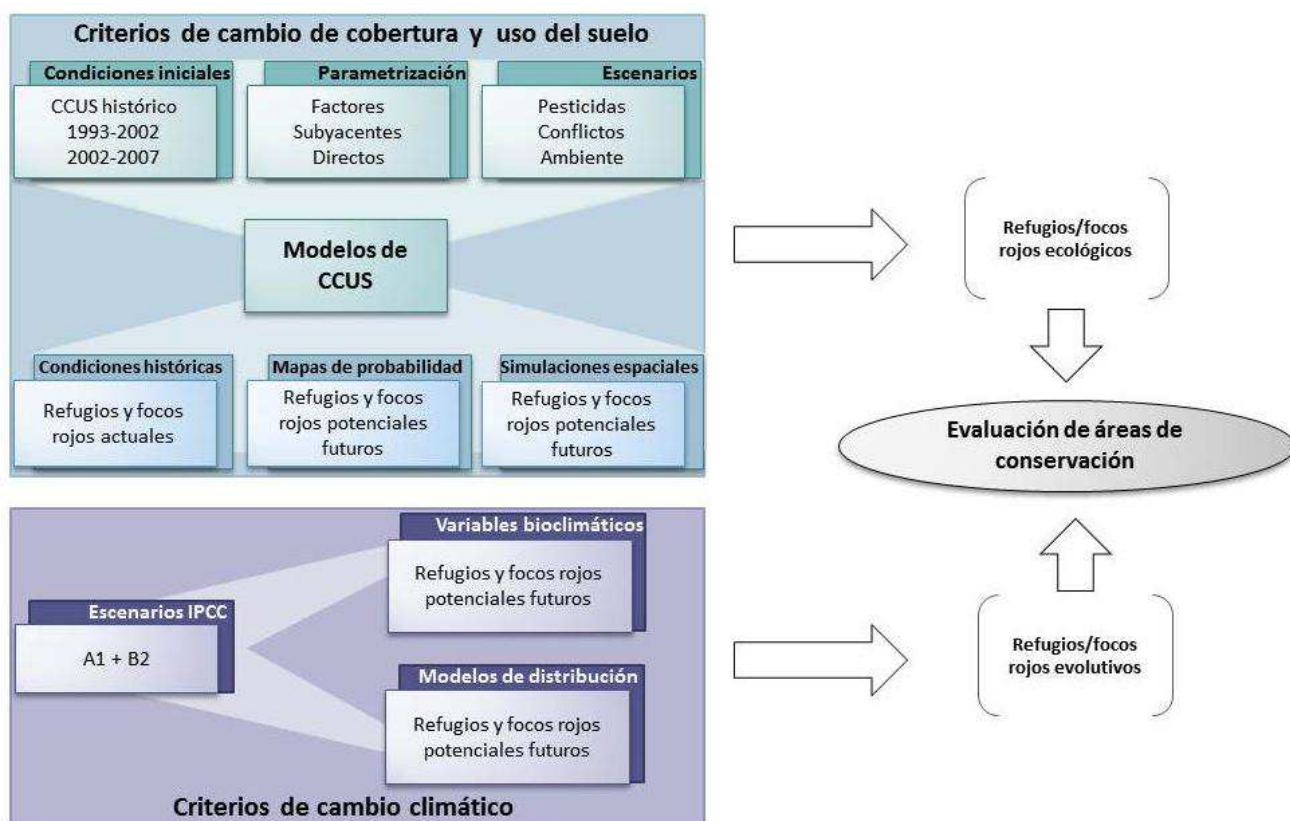 Criterios de cambio de cobertura y uso del suelo
Condiciones iniciales
CCUS histórico
1993-2002
2002-2007
Parametrización
Factores
Subyacentes
Directos
Escenarios
Pesticidas
Conflictos
Ambiente
Modelos de
CCUS
Condiciones históricas
Refugios y focos
rojos actuales
Mapas de probabilidad
Refugios y focos
rojos potenciales
futuros
Simulaciones espaciales
Refugios y focos
rojos potenciales
futuros
Refugios/focos
rojos ecológicos
Evaluación de áreas de
conservación
Variables bioclimáticos
Refugios y focos rojos
potenciales futuros
Escenarios IPCC
A1 + B2
Modelos de distribución
Refugios y focos rojos
potenciales futuros
Criterios de cambio climático
Refugios/focos
rojos evolutivos